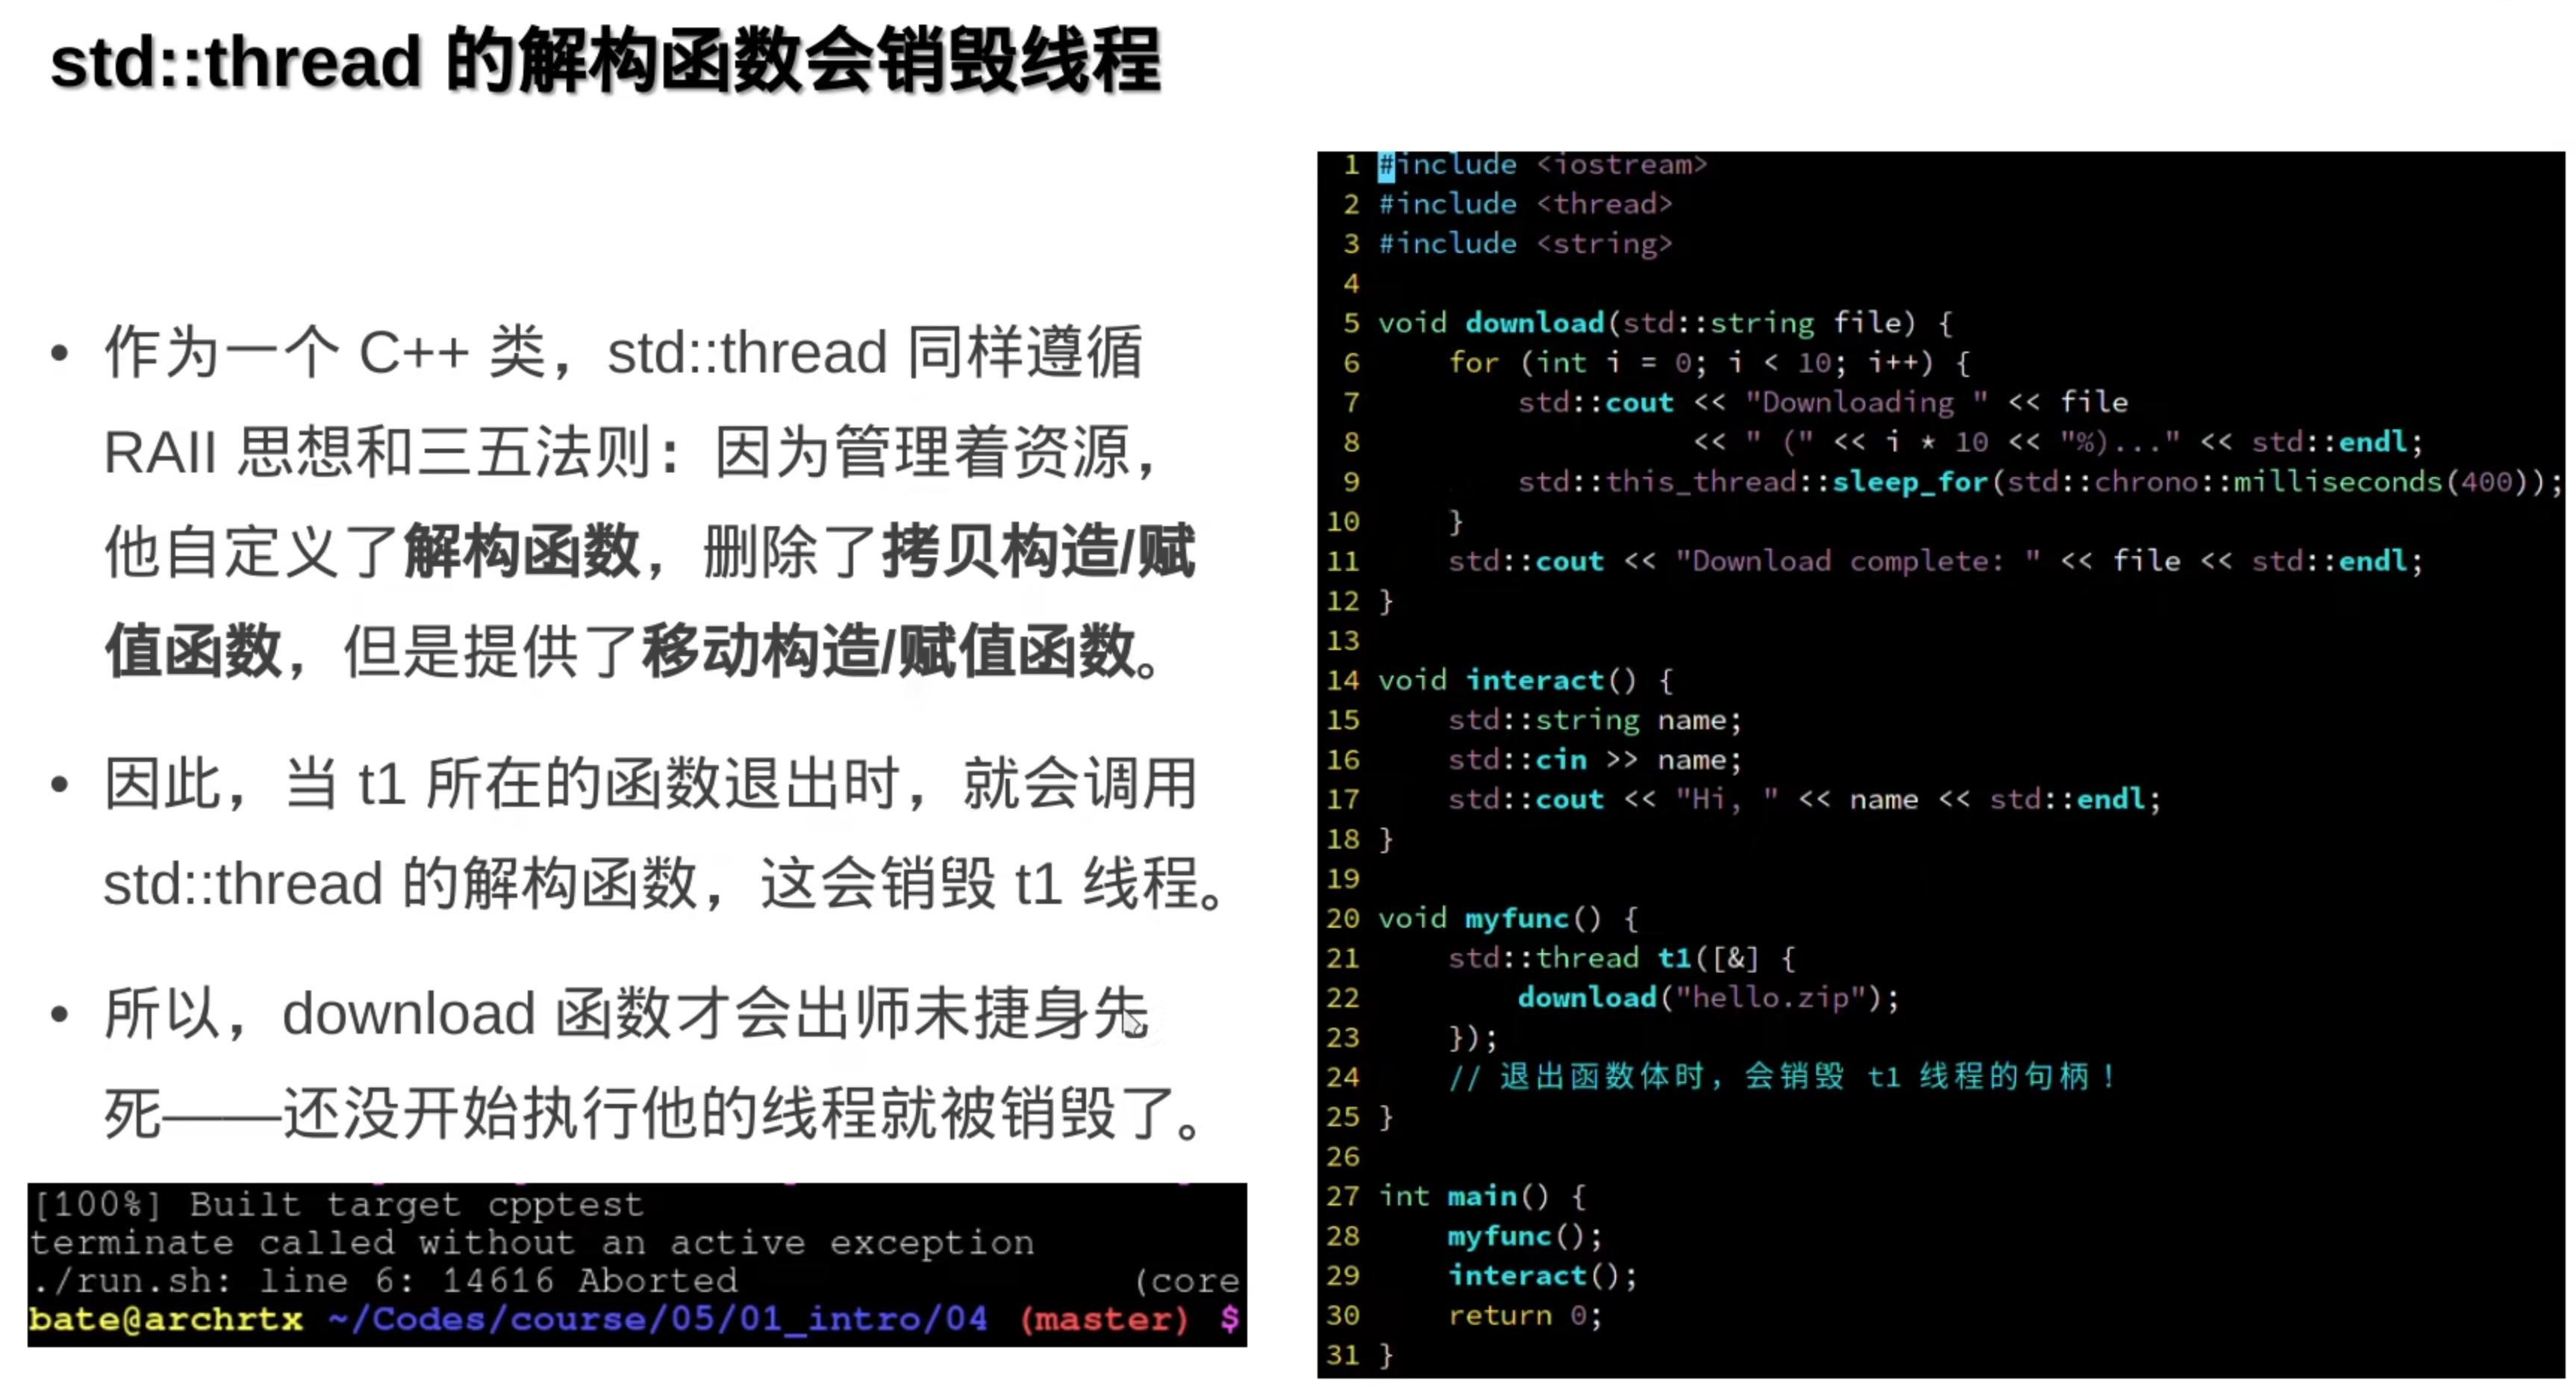 std::thread 的解构函数会销毁线程
• 作为一个 C++ 类，std::thread 同样遵循
RAII 思想和三五法则：因为管理着资源，
他自定义了解构函数，删除了拷贝构造/赋
值函数，但是提供了移动构造/赋值函数。
• 因此，当 t1 所在的函数退出时，就会调用
std::thread 的解构函数，这会销毁 t1 线程。
• 所以，download 函数才会出师未捷身先
死——还没开始执行他的线程就被销毁了。
[100%] Built target cpptest
terminate called without an active exception
./run.sh: line 6: 14616 Aborted (core
bate@archrtx ~/Codes/course/05/01_intro/04 (master) $
1 #include <iostream>
2 #include <thread>
3 #include <string>
4
5 void download(std::string file) {
6     for (int i = 0; i < 10; i++) {
7         std::cout << "Downloading " << file
8                   << " (" << i * 10 << "%)..." << std::endl;
9         std::this_thread::sleep_for(std::chrono::milliseconds(400));
10     }
11     std::cout << "Download complete: " << file << std::endl;
12 }
13
14 void interact() {
15     std::string name;
16     std::cin >> name;
17     std::cout << "Hi, " << name << std::endl;
18 }
19
20 void myfunc() {
21     std::thread t1([&] {
22         download("hello.zip");
23     });
24     // 退出函数体时，会销毁 t1 线程的句柄！
25 }
26
27 int main() {
28     myfunc();
29     interact();
30     return 0;
31 }